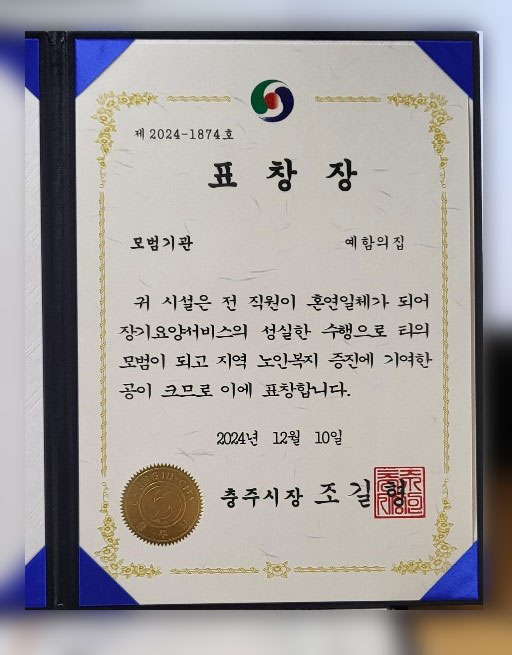 제 2024-1874 호
표 창 장
모범기관 예함의집
귀 시설은 전 직원이 혼연일체가 되어
장기요양서비스의 성실한 수행으로 타의
모범이 되고 지역 노인복지 증진에 기여한
공이 크므로 이에 표창합니다.
2024년 12월 10일
충주시장 조길형